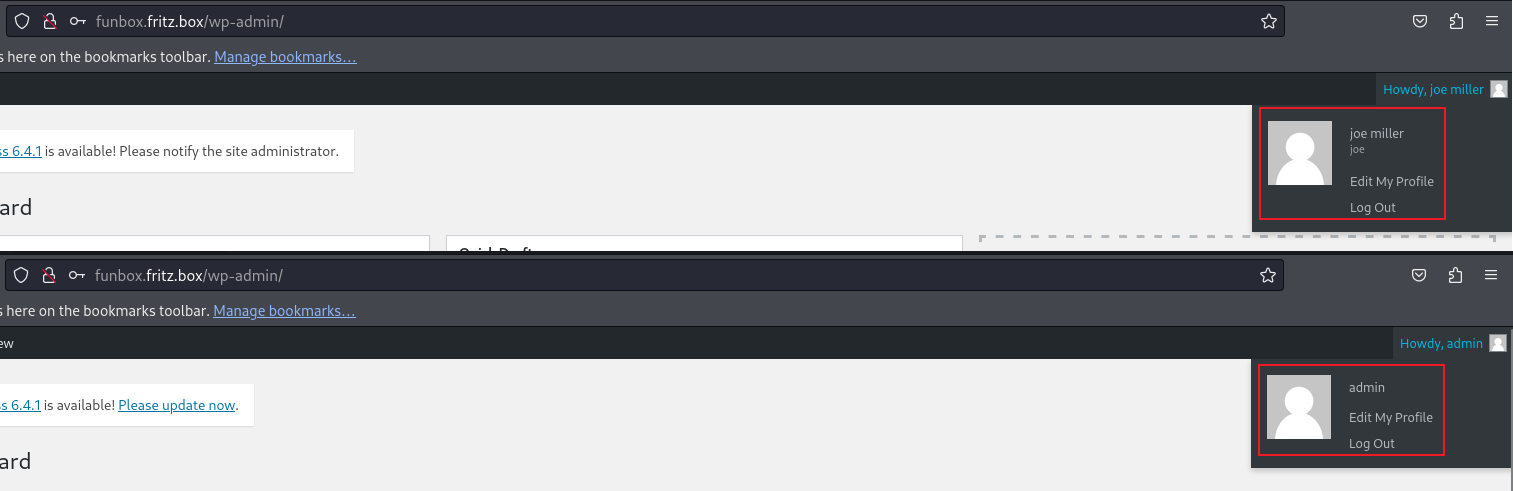 funbox.fritz.box/wp-admin/
s here on the bookmarks toolbar. Manage bookmarks…
Howdy, joe miller
joe miller
joe
ss 6.4.1 is available! Please notify the site administrator.
Edit My Profile
Log Out
ard
funbox.fritz.box/wp-admin/
s here on the bookmarks toolbar. Manage bookmarks…
ew
Howdy, admin
admin
ss 6.4.1 is available! Please update now.
Edit My Profile
Log Out
ard